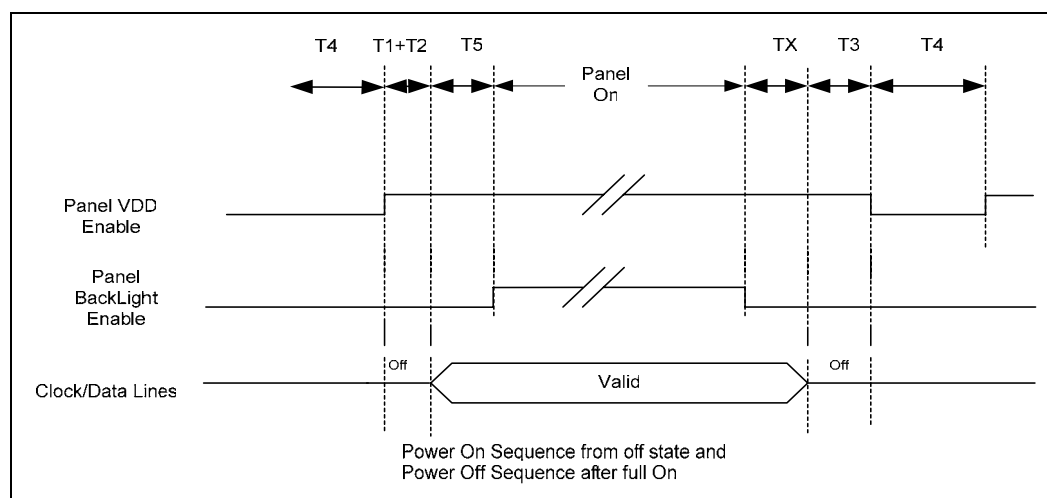 T4 T1+T2 T5 TX T3 T4
Panel
On
Panel VDD
Enable
Panel
BackLight
Enable
Off Off
Clock/Data Lines Valid
Power On Sequence from off state and
Power Off Sequence after full On